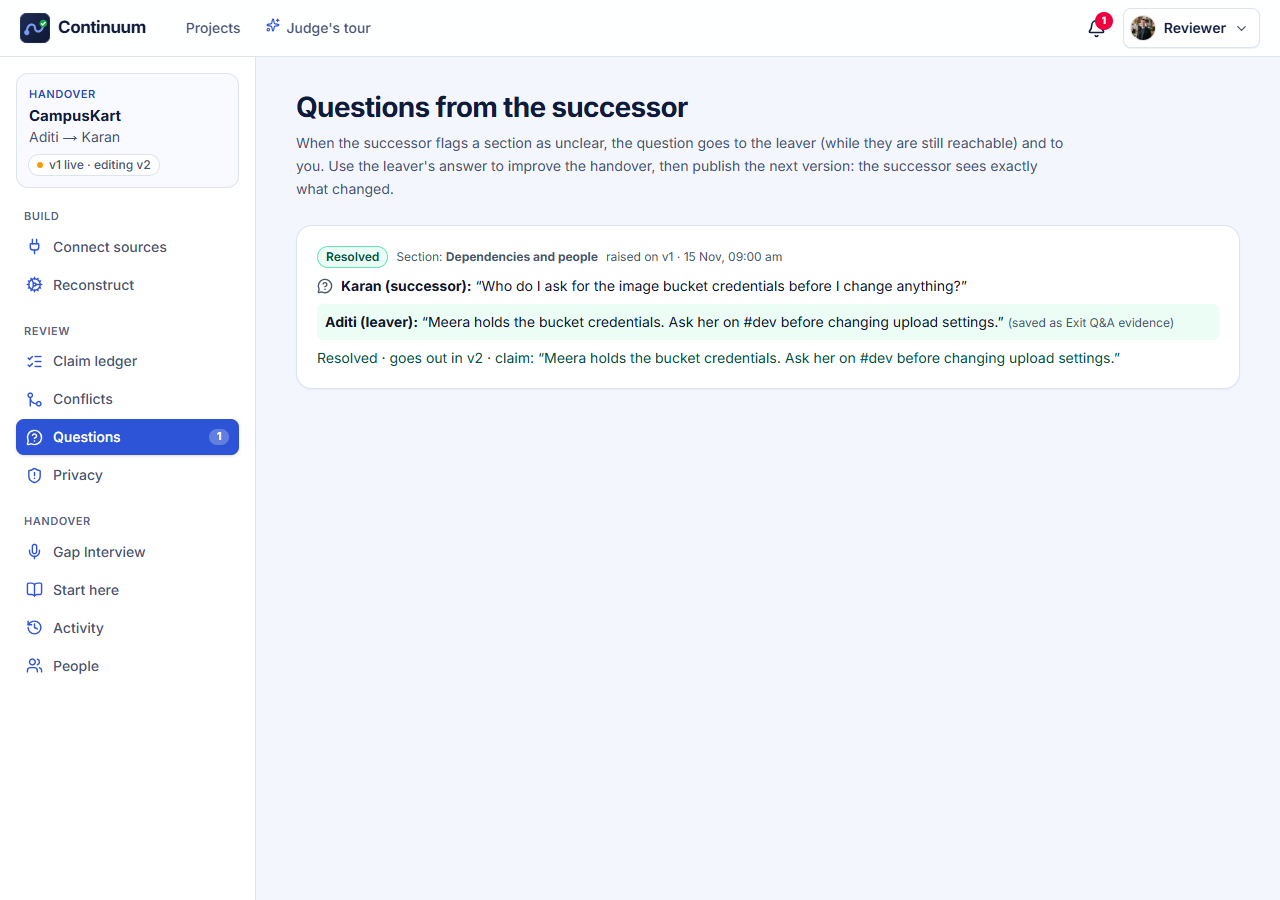 Continuum
Projects
Judge's tour
1
Reviewer
HANDOVER
CampusKart
Aditi → Karan
v1 live · editing v2
BUILD
Connect sources
Reconstruct
REVIEW
Claim ledger
Conflicts
Questions 1
Privacy
HANDOVER
Gap Interview
Start here
Activity
People
Questions from the successor
When the successor flags a section as unclear, the question goes to the leaver (while they are still reachable) and to
you. Use the leaver's answer to improve the handover, then publish the next version: the successor sees exactly
what changed.
Resolved Section: Dependencies and people raised on v1 · 15 Nov, 09:00 am
Karan (successor): “Who do I ask for the image bucket credentials before I change anything?”
Aditi (leaver): “Meera holds the bucket credentials. Ask her on #dev before changing upload settings.” (saved as Exit Q&A evidence)
Resolved · goes out in v2 · claim: “Meera holds the bucket credentials. Ask her on #dev before changing upload settings.”